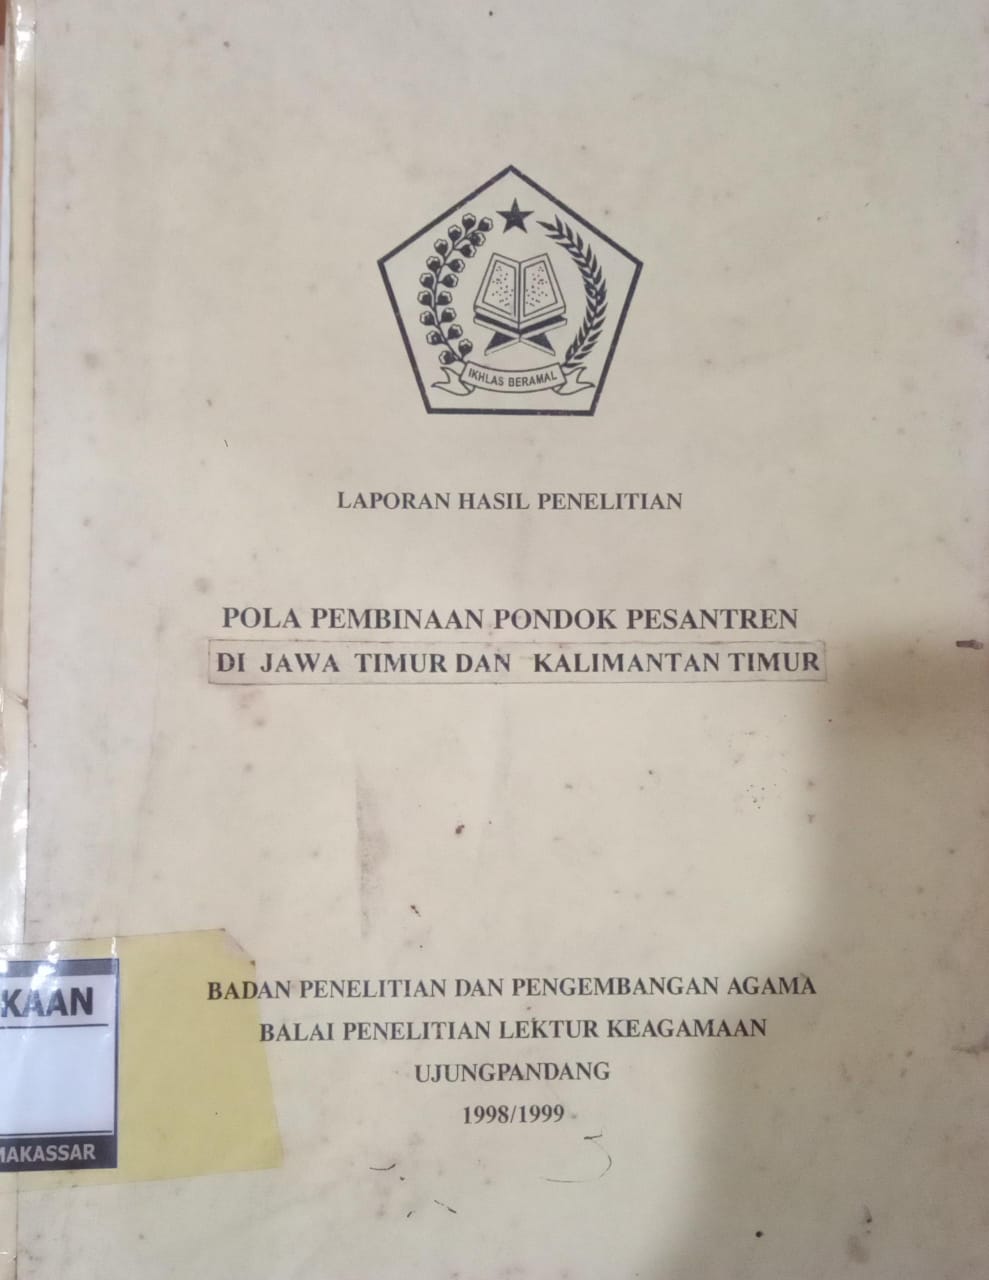 IKHLAS BERAMAL
LAPORAN HASIL PENELITIAN
POLA PEMBINAAN PONDOK PESANTREN
DI JAWA TIMUR DAN KALIMANTAN TIMUR
BADAN PENELITIAN DAN PENGEMBANGAN AGAMA
BALAI PENELITIAN LEKTUR KEAGAMAAN
UJUNGPANDANG
1998/1999
KAAN
MAKASSAR